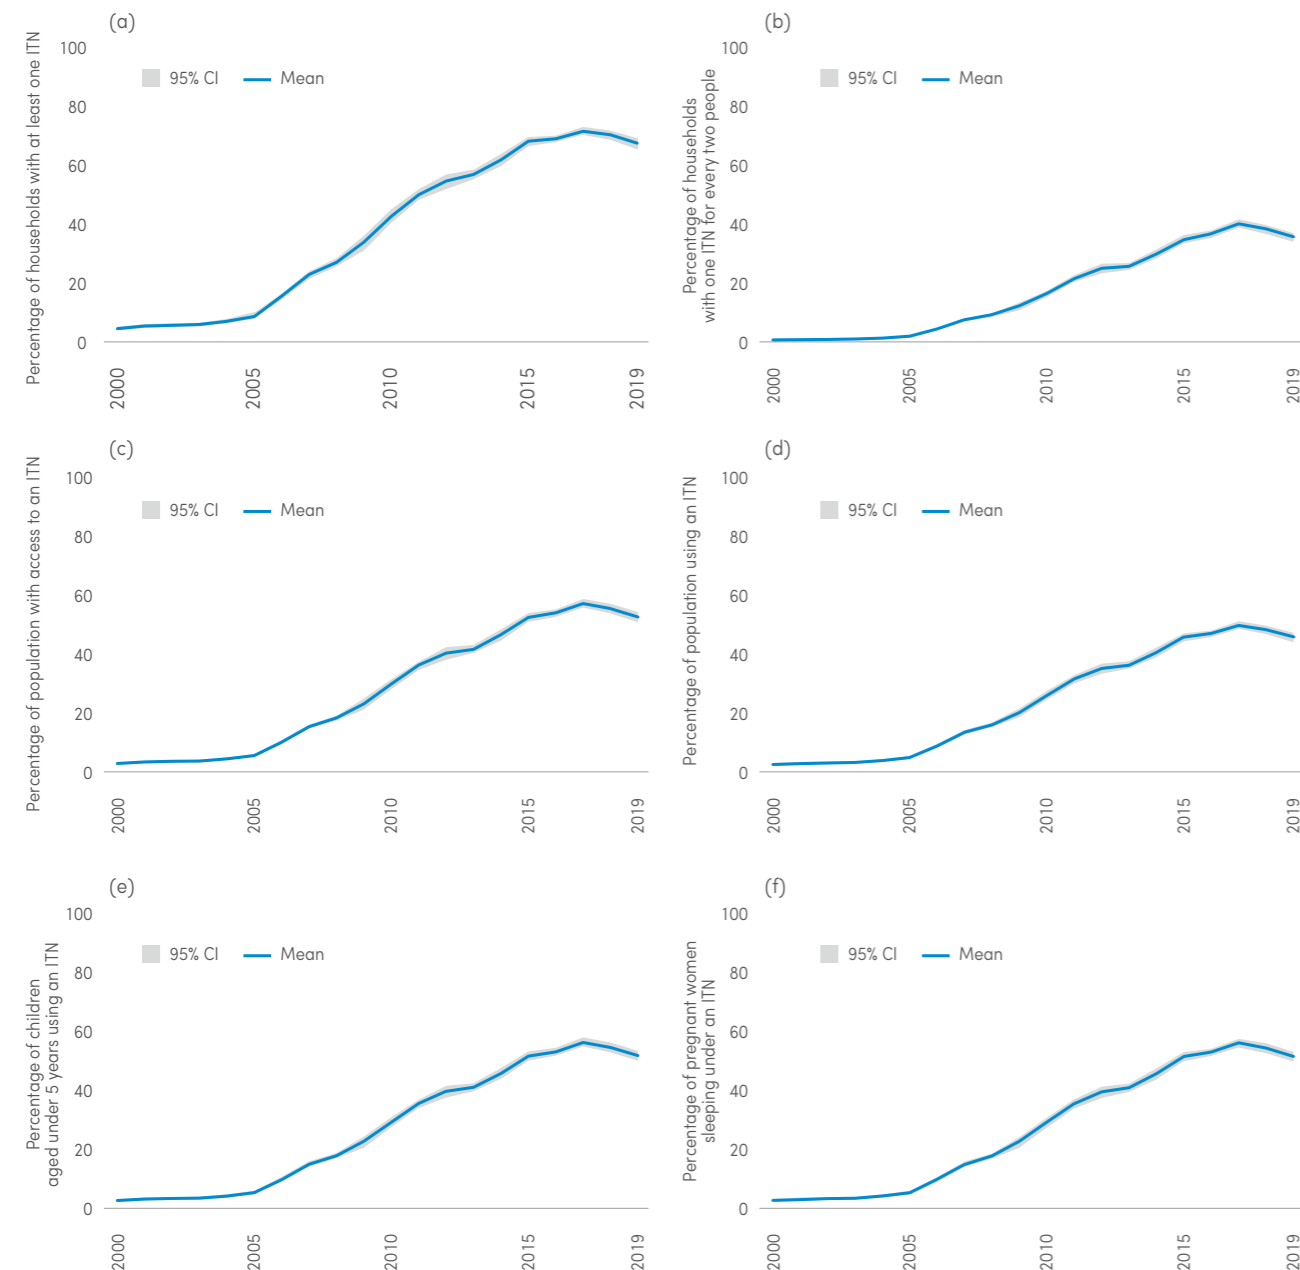 (a)
Percentage of households with at least one ITN
100
80
60
40
20
0
95% CI
Mean
2000
2005
2010
2015
2019
(b)
Percentage of households
with one ITN for every two people
100
80
60
40
20
0
95% CI
Mean
2000
2005
2010
2015
2019
(c)
Percentage of population with access to an ITN
100
80
60
40
20
0
95% CI
Mean
2000
2005
2010
2015
2019
(d)
Percentage of population using an ITN
100
80
60
40
20
0
95% CI
Mean
2000
2005
2010
2015
2019
(e)
Percentage of children
aged under 5 years using an ITN
100
80
60
40
20
0
95% CI
Mean
2000
2005
2010
2015
2019
(f)
Percentage of pregnant women
sleeping under an ITN
100
80
60
40
20
0
95% CI
Mean
2000
2005
2010
2015
2019